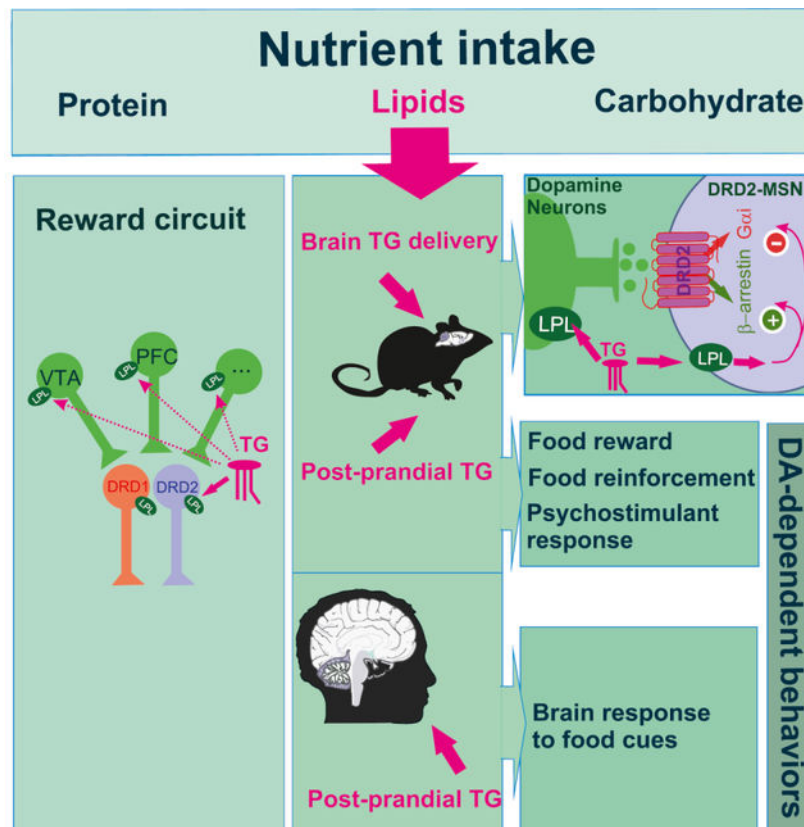 Nutrient intake
Protein
Lipids
Carbohydrate
Reward circuit
VTA
LPL
PFC
LPL
...
LPL
TG
DRD1
LPL
DRD2
LPL
Brain TG delivery
Post-prandial TG
Post-prandial TG
Dopamine
Neurons
DRD2-MSN
DRD2
Gαi
β-arrestin
LPL
TG
LPL
+
Food reward
Food reinforcement
Psychostimulant
response
Brain response
to food cues
DA-dependent behaviors